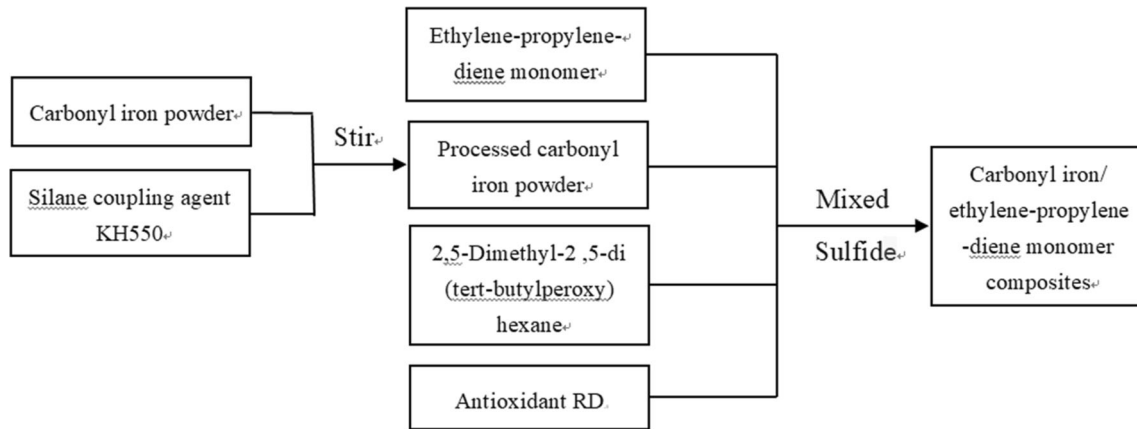 Carbonyl iron powder
Silane coupling agent
KH550
Stir
Ethylene-propylene-
diene monomer
Processed carbonyl
iron powder
2,5-Dimethyl-2 ,5-di
(tert-butylperoxy)
hexane
Antioxidant RD
Mixed
Sulfide
Carbonyl iron/
ethylene-propylene
-diene monomer
composites